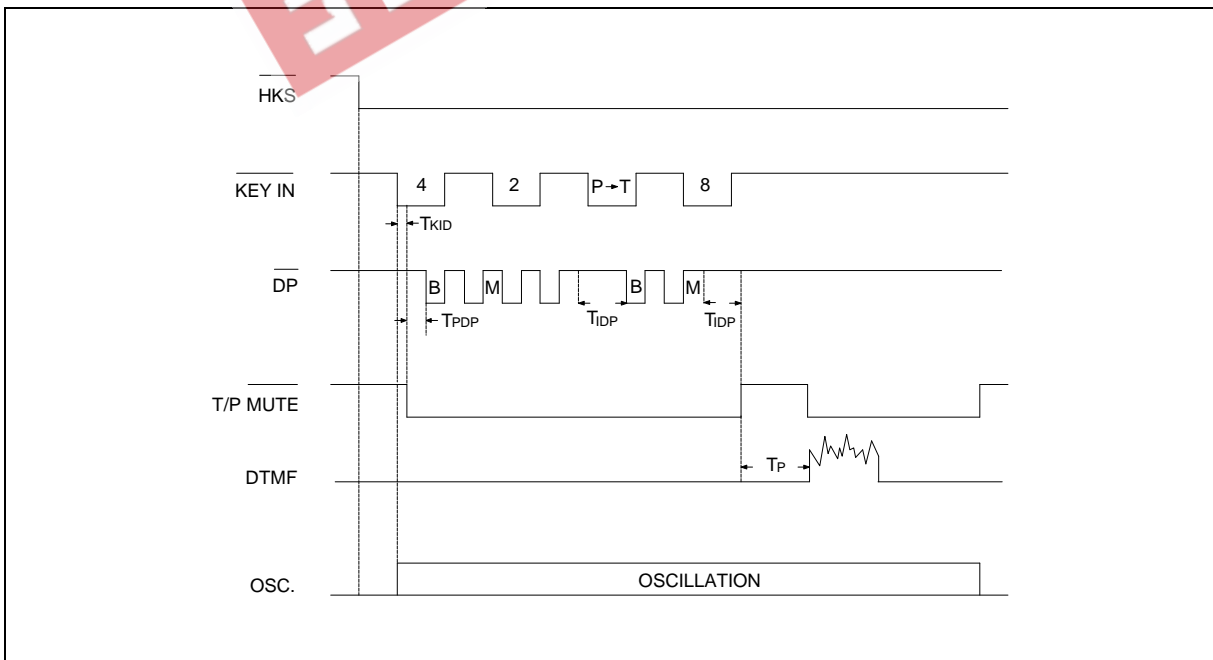 HKS
KEY IN
4
2
P→T
8
TKID
DP
B
M
B
M
TPDP
TIDP
TIDP
T/P MUTE
DTMF
TP
OSC.
OSCILLATION